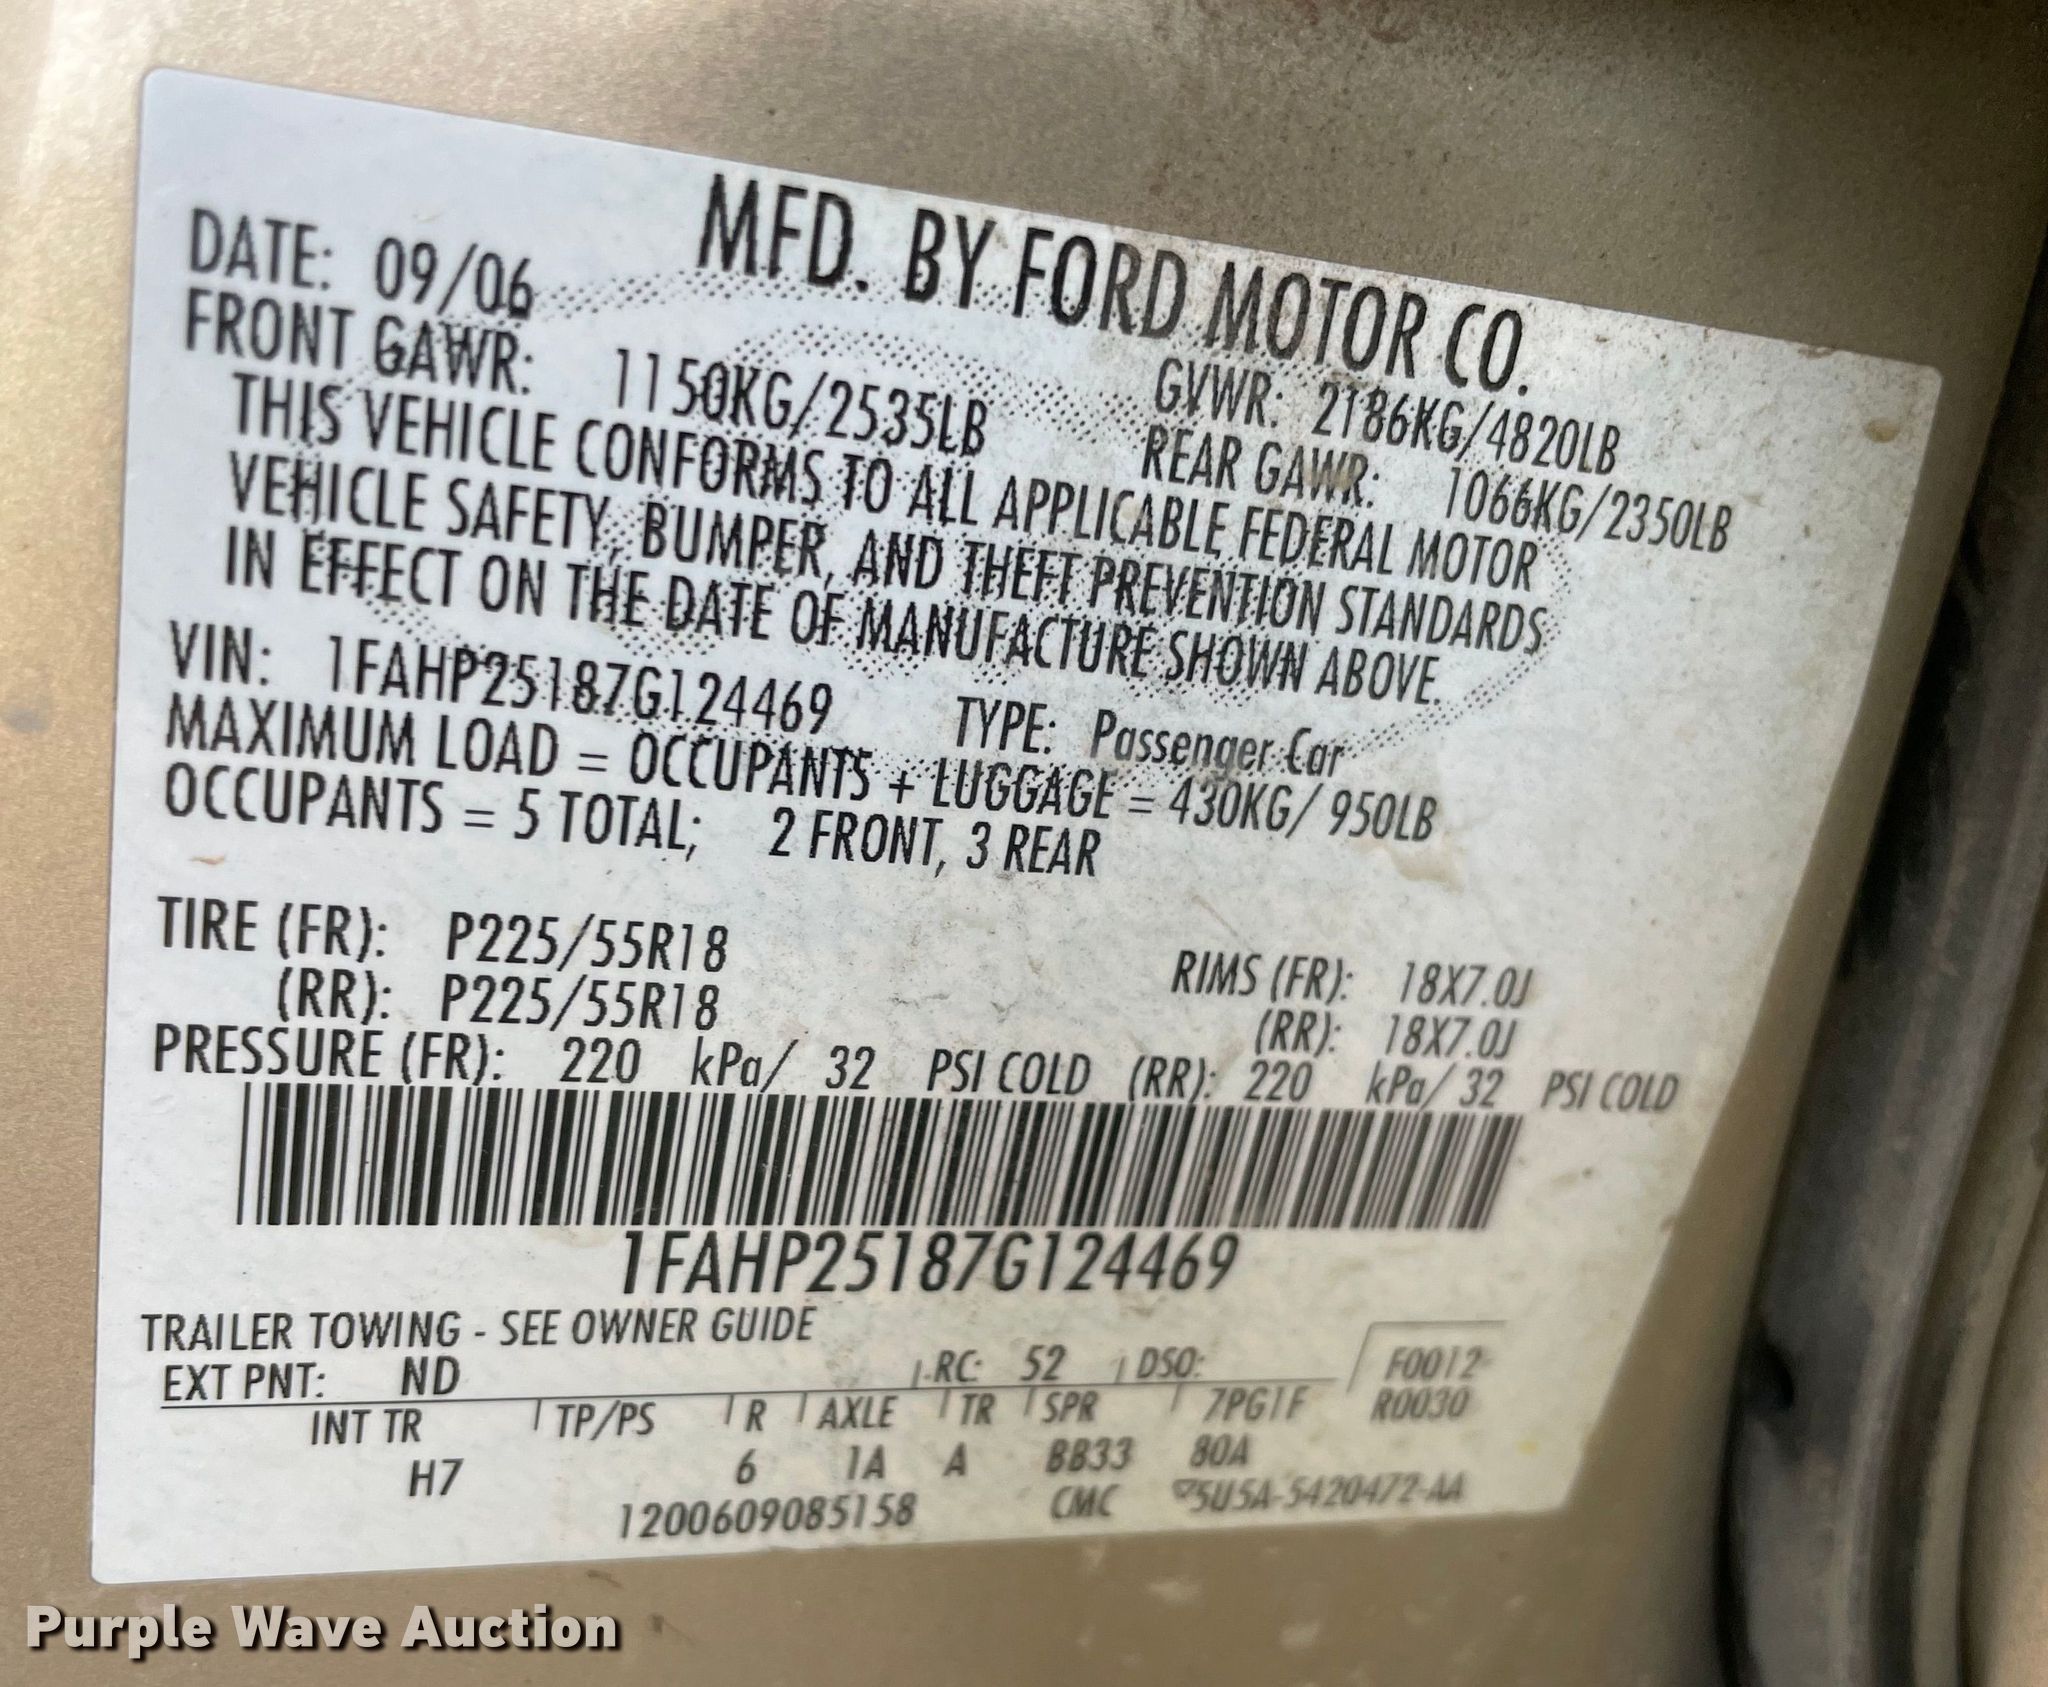 MFD. BY FORD MOTOR CO.
DATE: 09/06 GVWR: 2186KG/4820LB
FRONT GAWR: 1150KG/2535LB REAR GAWR: 1066KG/2350LB
THIS VEHICLE CONFORMS TO ALL APPLICABLE FEDERAL MOTOR
VEHICLE SAFETY, BUMPER, AND THEFT PREVENTION STANDARDS
IN EFFECT ON THE DATE OF MANUFACTURE SHOWN ABOVE.
VIN: 1FAHP25187G124469 TYPE: Passenger Car
MAXIMUM LOAD = OCCUPANTS + LUGGAGE = 430KG/ 950LB
OCCUPANTS = 5 TOTAL; 2 FRONT, 3 REAR
TIRE (FR): P225/55R18 RIMS (FR): 18X7.0J
(RR): P225/55R18 (RR): 18X7.0J
PRESSURE (FR): 220 kPa/ 32 PSI COLD (RR): 220 kPa/ 32 PSI COLD
1FAHP25187G124469
TRAILER TOWING - SEE OWNER GUIDE
EXT PNT: ND RC: 52 DSO: F0012
INT TR TP/PS R AXLE TR SPR 7PG1F R0030
H7 6 1A A BB33 80A
1200609085158 CMC 5U5A-5420472-AA
Purple Wave Auction